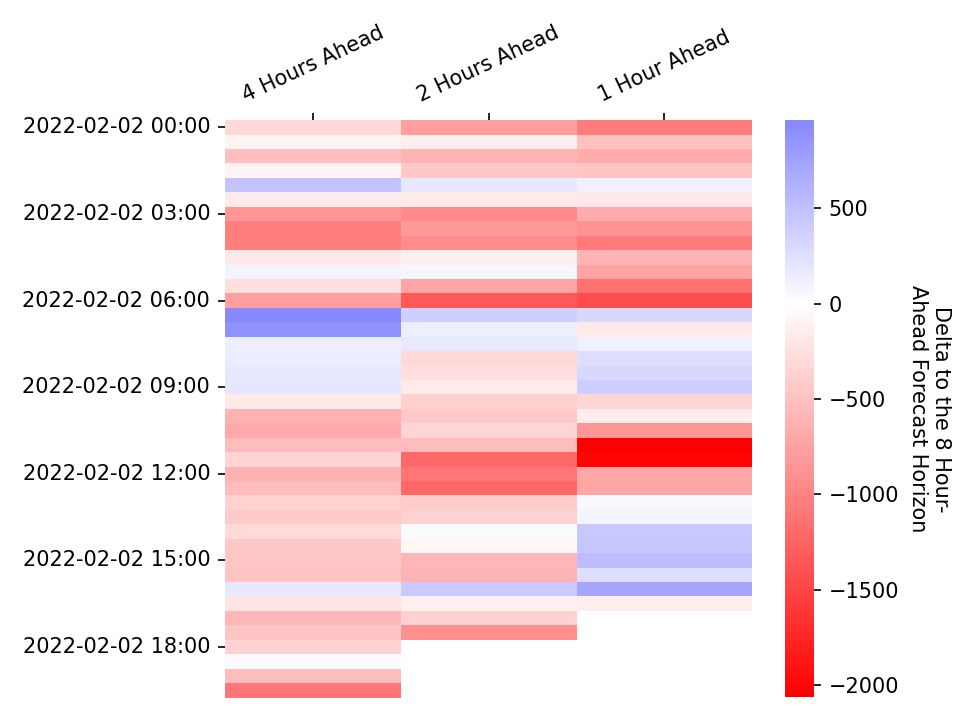 4 Hours Ahead
2 Hours Ahead
1 Hour Ahead
2022-02-02 00:00
2022-02-02 03:00
2022-02-02 06:00
2022-02-02 09:00
2022-02-02 12:00
2022-02-02 15:00
2022-02-02 18:00
500
0
−500
−1000
−1500
−2000
Delta to the 8 Hour-
Ahead Forecast Horizon